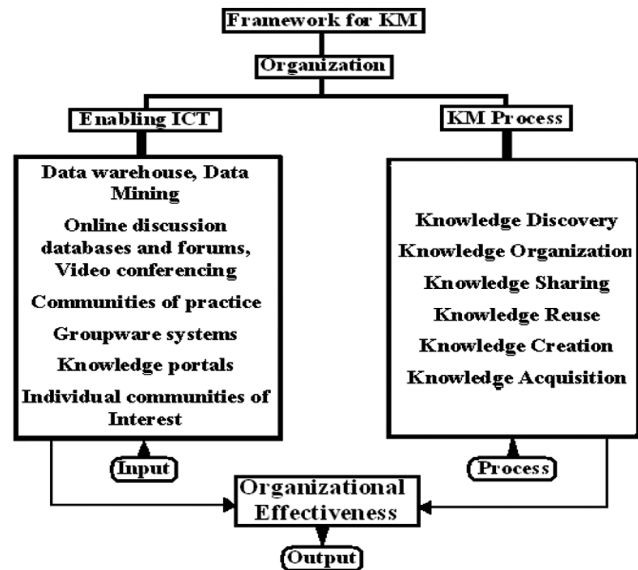 Framework for KM
Organization
Enabling ICT
KM Process
Data warehouse, Data
Mining
Online discussion
databases and forums,
Video conferencing
Communities of practice
Groupware systems
Knowledge portals
Individual communities of
Interest
Knowledge Discovery
Knowledge Organization
Knowledge Sharing
Knowledge Reuse
Knowledge Creation
Knowledge Acquisition
Input
Process
Organizational
Effectiveness
Output